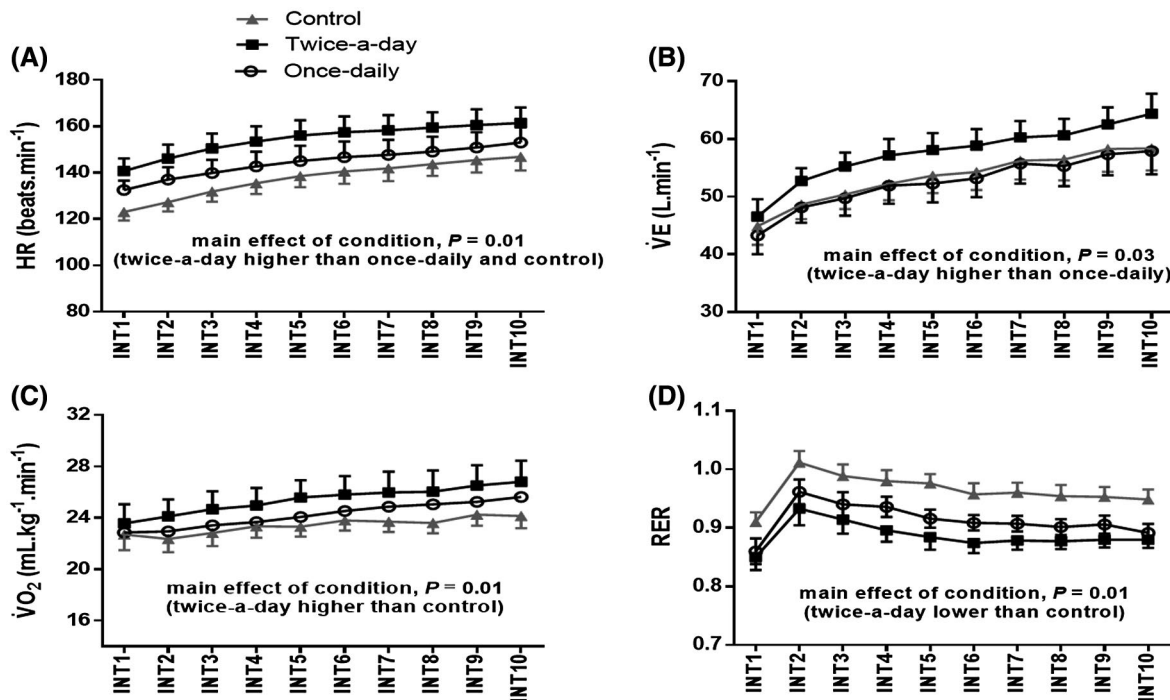 Control
Twice-a-day
Once-daily
(A)
HR (beats.min⁻¹)
180
160
140
120
100
80
main effect of condition, P = 0.01
(twice-a-day higher than once-daily and control)
INT1
INT2
INT3
INT4
INT5
INT6
INT7
INT8
INT9
INT10
(B)
V̇E (L.min⁻¹)
70
60
50
40
30
main effect of condition, P = 0.03
(twice-a-day higher than once-daily)
INT1
INT2
INT3
INT4
INT5
INT6
INT7
INT8
INT9
INT10
(C)
V̇O₂ (mL.kg⁻¹.min⁻¹)
32
28
24
22
18
14
main effect of condition, P = 0.01
(twice-a-day higher than control)
INT1
INT2
INT3
INT4
INT5
INT6
INT7
INT8
INT9
INT10
(D)
RER
1.1
1.0
0.9
0.8
0.7
main effect of condition, P = 0.01
(twice-a-day lower than control)
INT1
INT2
INT3
INT4
INT5
INT6
INT7
INT8
INT9
INT10